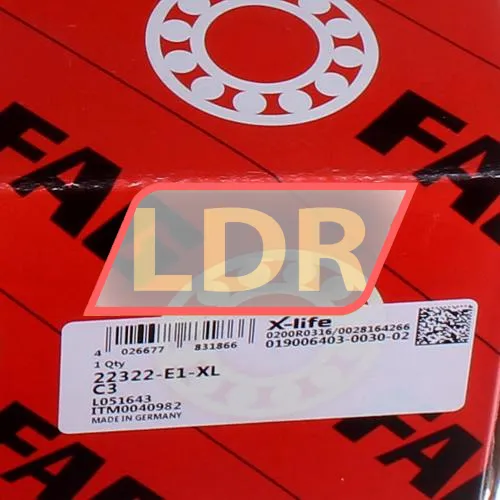 FAG
FAG
FAG
LDR
X-life
0200R0316/0028164266
019006403-0030-02
4 026677 831866
1 Qty
22322-E1-XL
C3
L051643
ITM0040982
MADE IN GERMANY